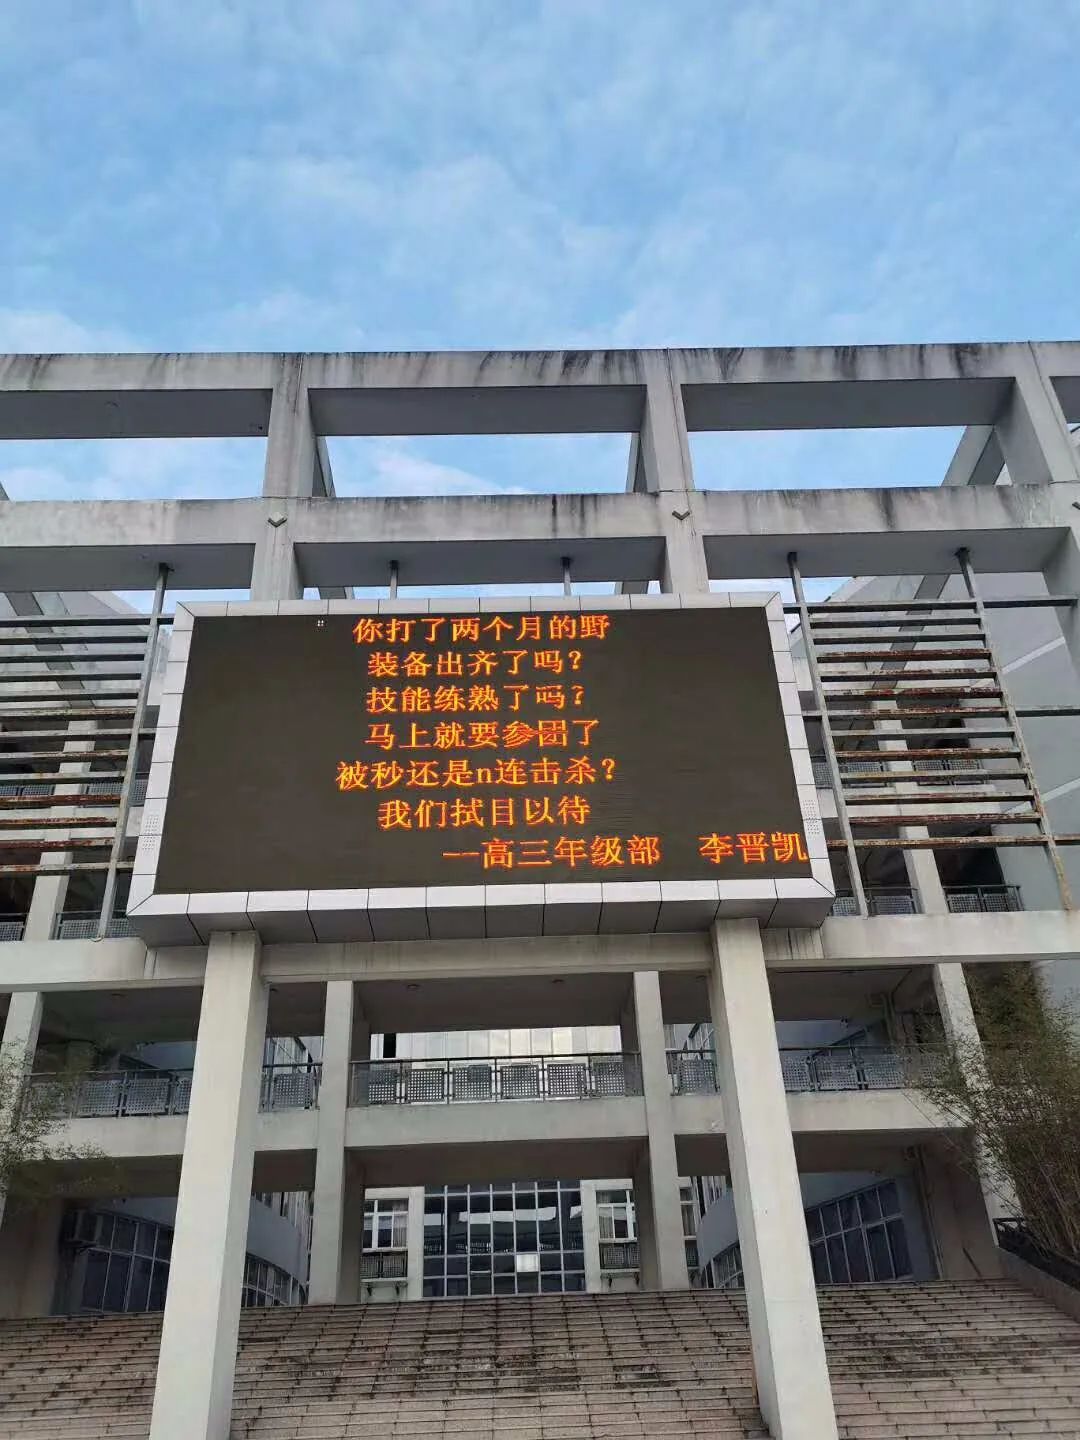 你打了两个月的野
装备出齐了吗？
技能练熟了吗？
马上就要参团了
被秒还是n连击杀？
我们拭目以待
--高三年级部　李晋凯